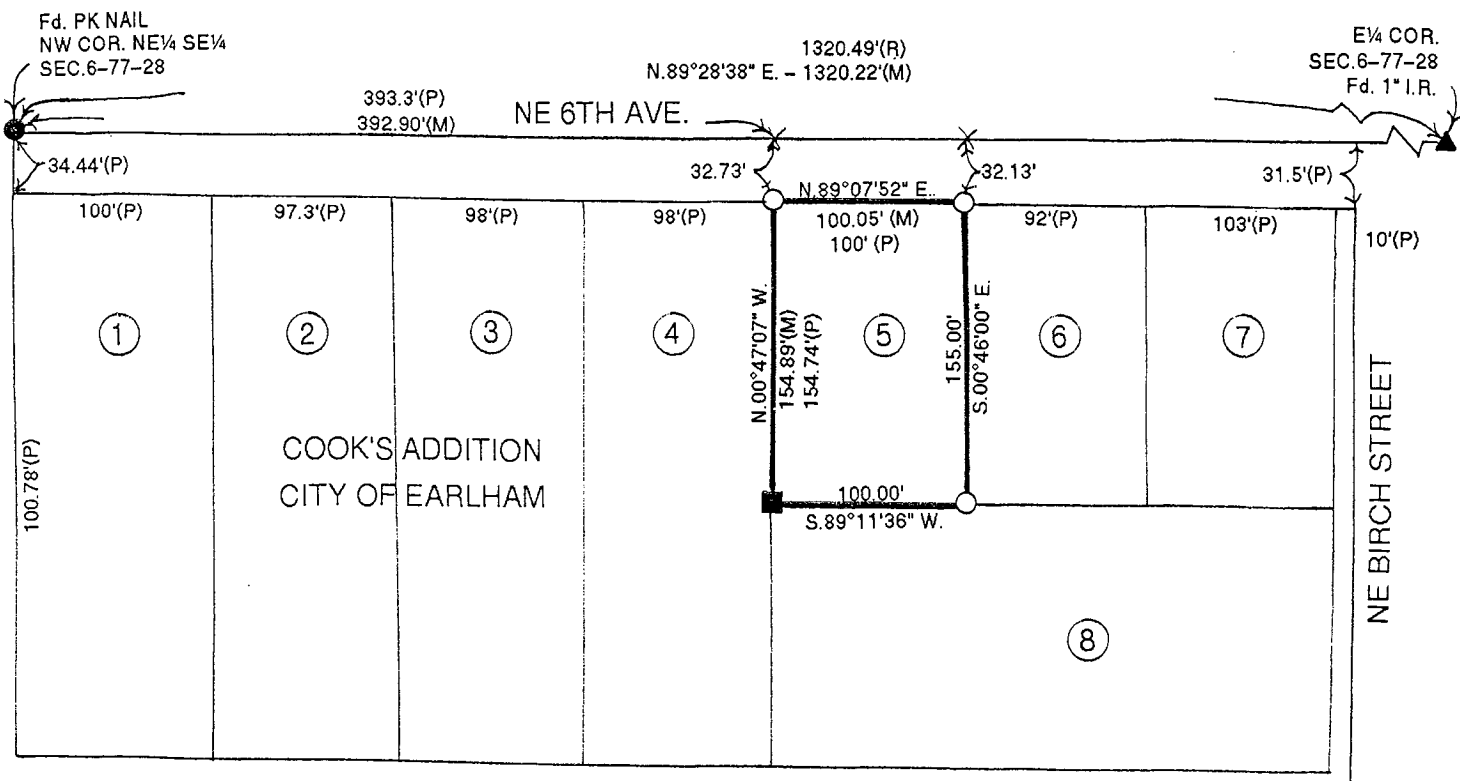 Fd. PK NAIL
NW COR. NE¼ SE¼
SEC.6-77-28
1320.49'(R)
N.89°28'38" E. - 1320.22'(M)
E¼ COR.
SEC.6-77-28
Fd. 1" I.R.
393.3'(P)
392.90'(M)
NE 6TH AVE.
34.44'(P)
32.73'
32.13'
31.5'(P)
N.89°07'52" E.
100'(P)
97.3'(P)
98'(P)
98'(P)
100.05' (M)
100' (P)
92'(P)
103'(P)
10'(P)
1
2
3
4
5
6
7
N.00°47'07" W.
154.89'(M)
154.74'(P)
155.00'
S.00°46'00" E.
COOK'S ADDITION
CITY OF EARLHAM
100.78'(P)
100.00'
S.89°11'36" W.
NE BIRCH STREET
8